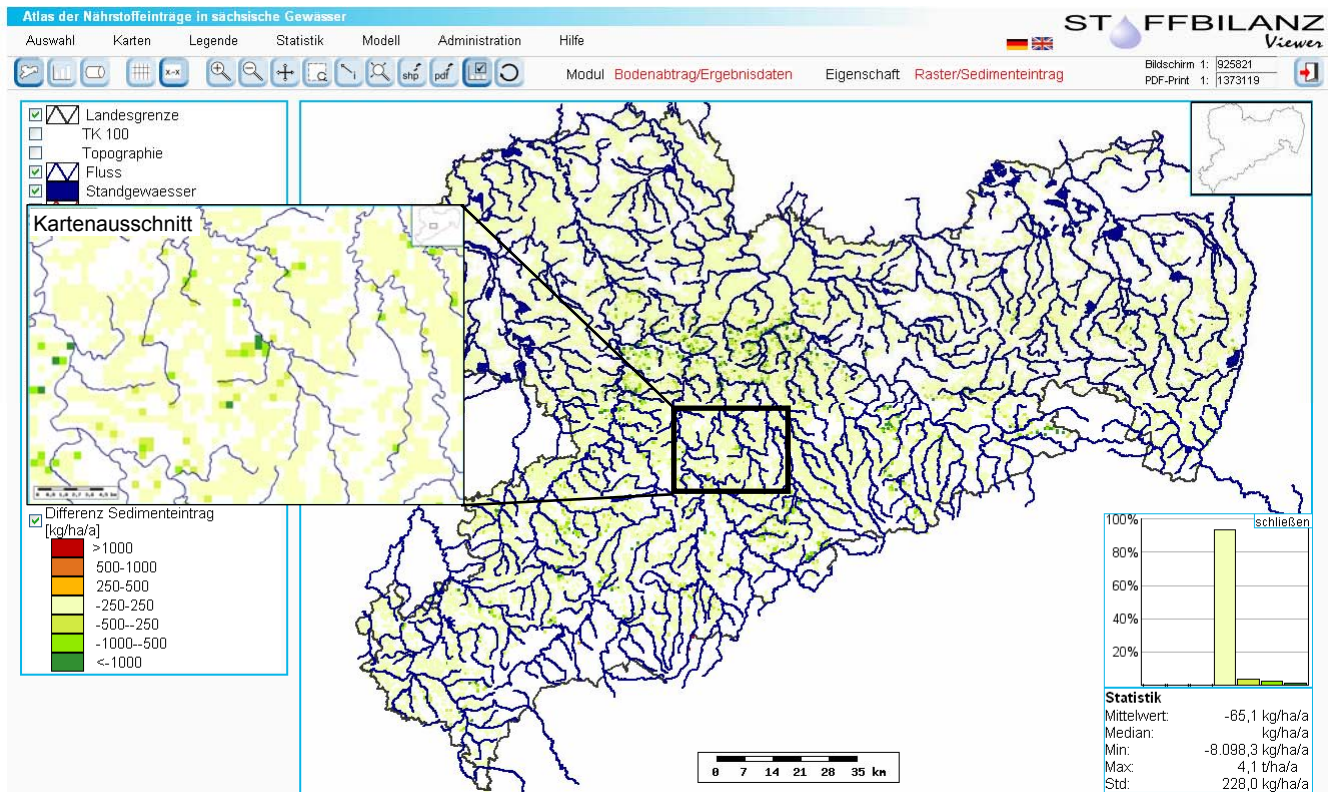 Atlas der Nährstoffeinträge in sächsische Gewässer
ST FFBILANZ
Viewer
Auswahl Karten Legende Statistik Modell Administration Hilfe
x-x
shp
pdf
Modul Bodenabtrag/Ergebnisdaten Eigenschaft Raster/Sedimenteintrag
Bildschirm 1: 925821
PDF-Print 1: 1373119
Landesgrenze
TK 100
Topographie
Fluss
Standgewaesser
Kartenausschnitt
Differenz Sedimenteintrag
[kg/ha/a]
>1000
500-1000
250-500
-250-250
-500--250
-1000--500
<-1000
0 7 14 21 28 35 km
schließen
100%
80%
60%
40%
20%
Statistik
Mittelwert: -65,1 kg/ha/a
Median: kg/ha/a
Min: -8.098,3 kg/ha/a
Max: 4,1 t/ha/a
Std: 228,0 kg/ha/a